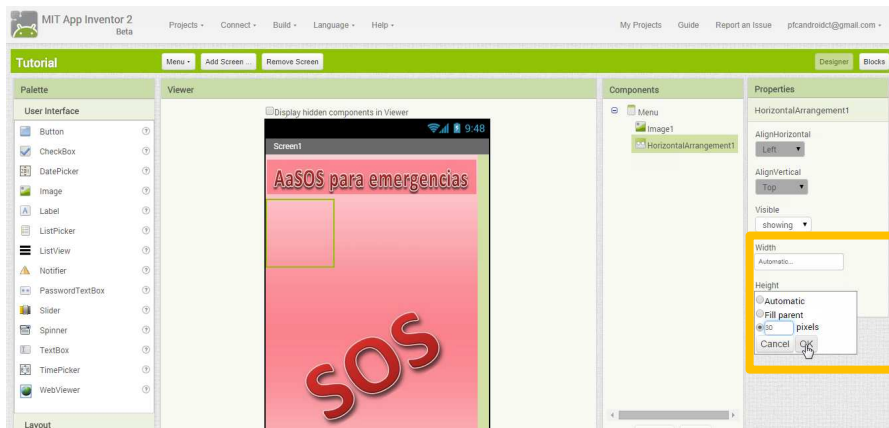 MIT App Inventor 2
Beta
Projects Connect Build Language Help My Projects Guide Report an Issue pfcandroidct@gmail.com
Tutorial Menu Add Screen ... Remove Screen Designer Blocks
Palette
User Interface
Button
CheckBox
DatePicker
Image
Label
ListPicker
ListView
Notifier
PasswordTextBox
Slider
Spinner
TextBox
TimePicker
WebViewer
Layout
Viewer
Display hidden components in Viewer
9:48
Screen1
AaSOS para emergencias
SOS
Components
Menu
Image1
HorizontalArrangement1
Properties
HorizontalArrangement1
AlignHorizontal
Left
AlignVertical
Top
Visible
showing
Width
Automatic...
Height
Automatic
Fill parent
30 pixels
Cancel OK